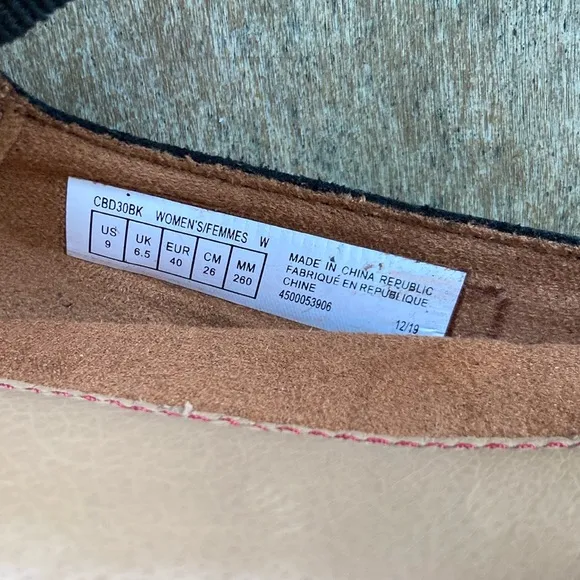 CBD30BK WOMEN'S/FEMMES W
US UK EUR CM MM
9 6.5 40 26 260
MADE IN CHINA REPUBLIC
FABRIQUÉ EN REPUBLIQUE
CHINE
4500053906 12/19